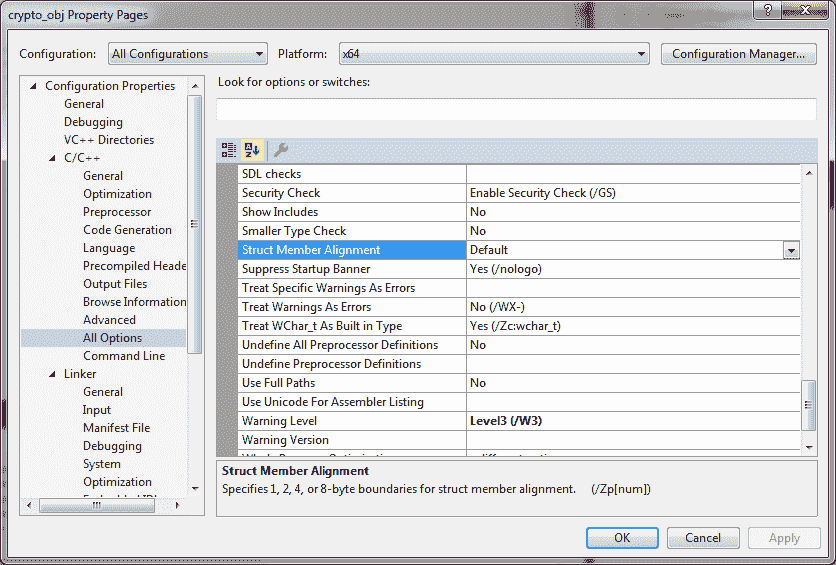 crypto_obj Property Pages
?
Configuration: All Configurations Platform: x64 Configuration Manager...
Configuration Properties
General
Debugging
VC++ Directories
C/C++
General
Optimization
Preprocessor
Code Generation
Language
Precompiled Heade
Output Files
Browse Information
Advanced
All Options
Command Line
Linker
General
Input
Manifest File
Debugging
System
Optimization
Look for options or switches:
SDL checks
Security Check Enable Security Check (/GS)
Show Includes No
Smaller Type Check No
Struct Member Alignment Default
Suppress Startup Banner Yes (/nologo)
Treat Specific Warnings As Errors
Treat Warnings As Errors No (/WX-)
Treat WChar_t As Built in Type Yes (/Zc:wchar_t)
Undefine All Preprocessor Definitions No
Undefine Preprocessor Definitions
Use Full Paths No
Use Unicode For Assembler Listing
Warning Level Level3 (/W3)
Warning Version
Struct Member Alignment
Specifies 1, 2, 4, or 8-byte boundaries for struct member alignment. (/Zp[num])
OK Cancel Apply